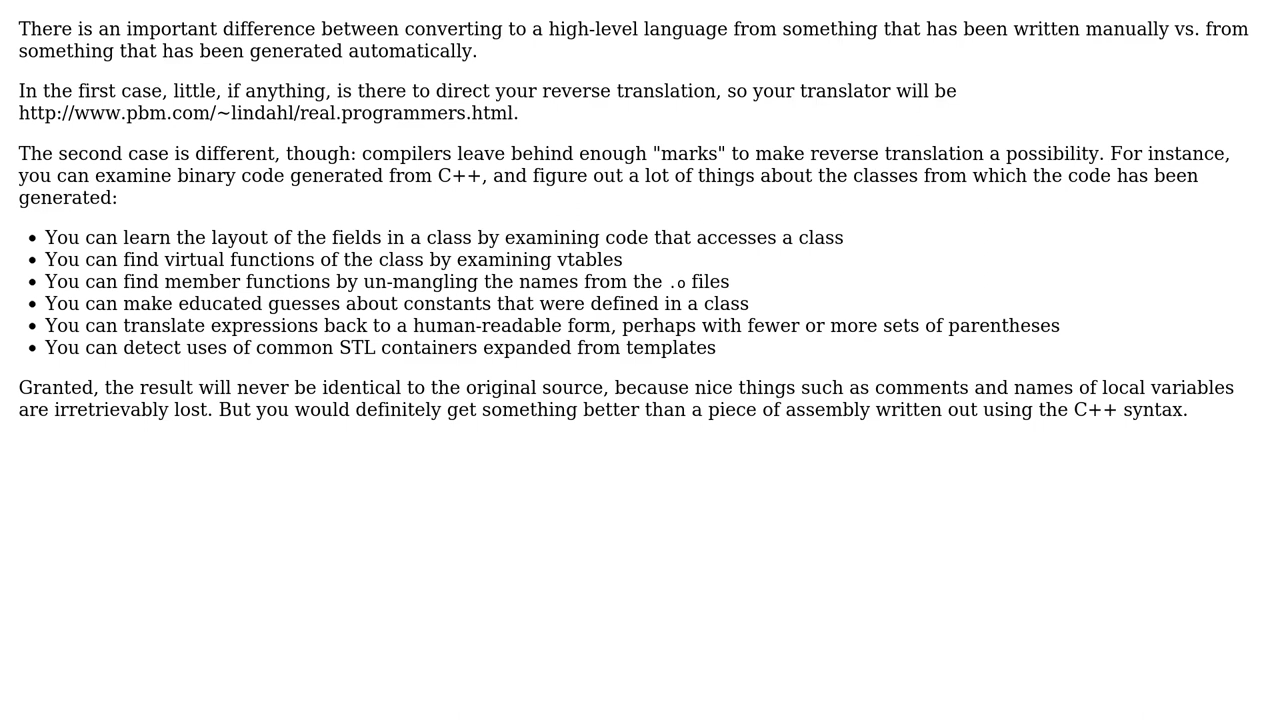 There is an important difference between converting to a high-level language from something that has been written manually vs. from
something that has been generated automatically.
In the first case, little, if anything, is there to direct your reverse translation, so your translator will be
http://www.pbm.com/~lindahl/real.programmers.html.
The second case is different, though: compilers leave behind enough "marks" to make reverse translation a possibility. For instance,
you can examine binary code generated from C++, and figure out a lot of things about the classes from which the code has been
generated:
• You can learn the layout of the fields in a class by examining code that accesses a class
• You can find virtual functions of the class by examining vtables
• You can find member functions by un-mangling the names from the .o files
• You can make educated guesses about constants that were defined in a class
• You can translate expressions back to a human-readable form, perhaps with fewer or more sets of parentheses
• You can detect uses of common STL containers expanded from templates
Granted, the result will never be identical to the original source, because nice things such as comments and names of local variables
are irretrievably lost. But you would definitely get something better than a piece of assembly written out using the C++ syntax.